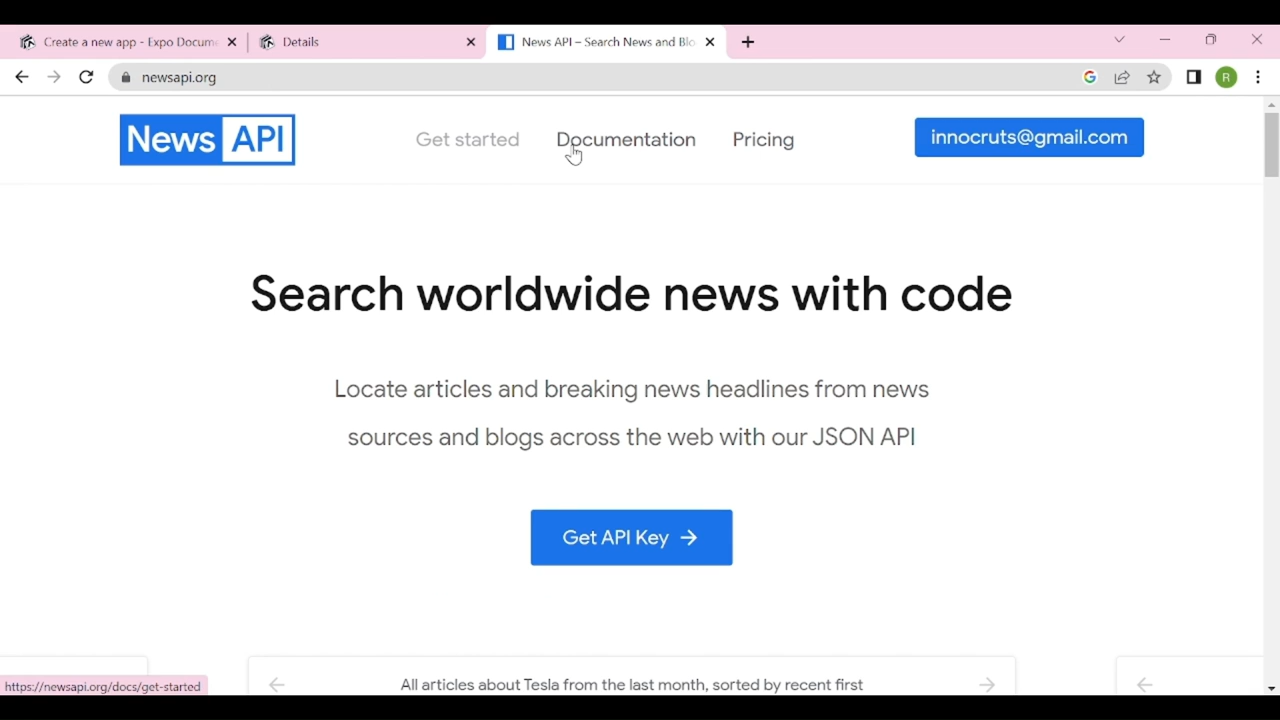 Create a new app - Expo Docum
Details
News API – Search News and Blo
newsapi.org
R
News API
Get started
Documentation
Pricing
innocruts@gmail.com
Search worldwide news with code
Locate articles and breaking news headlines from news
sources and blogs across the web with our JSON API
Get API Key →
All articles about Tesla from the last month, sorted by recent first
https://newsapi.org/docs/get-started